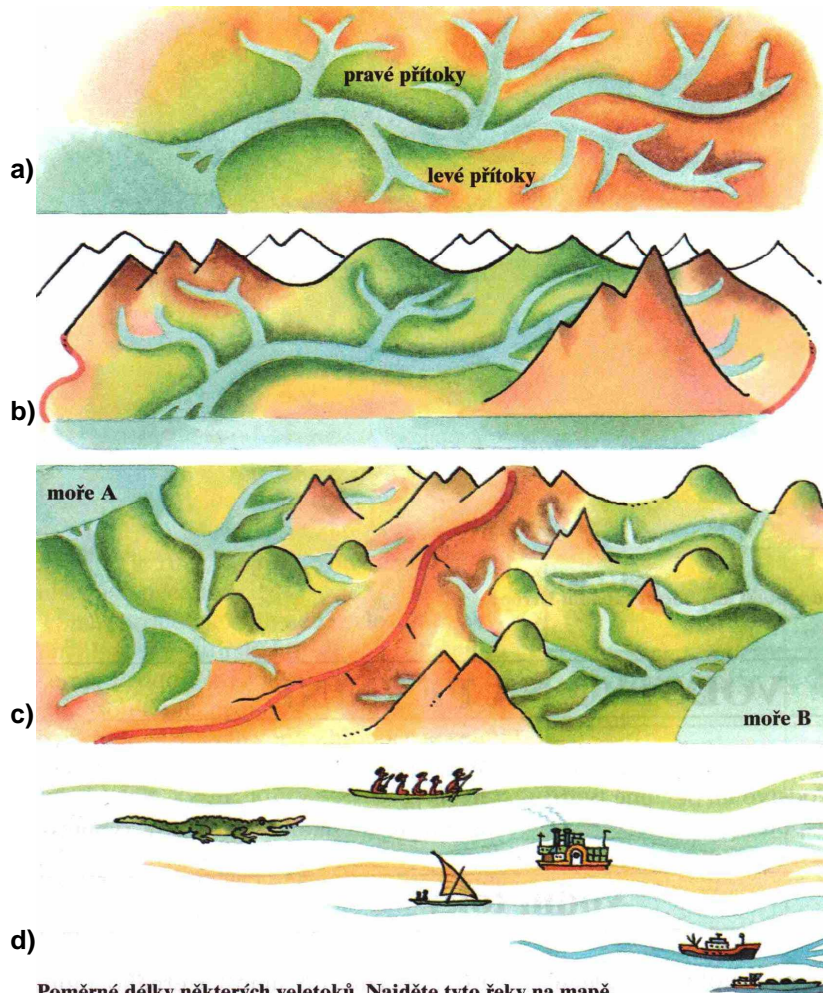 pravé přítoky
levé přítoky
a)
b)
moře A
c)
moře B
d)
Poměrné délky některých veletoků. Najděte tyto řeky na mapě